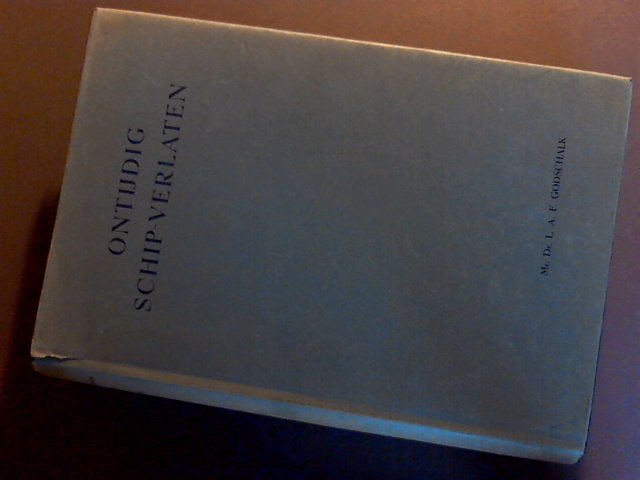 ONTIJDIG
SCHIP-VERLATEN
Mr. Dr. L. A. F. GODSCHALK